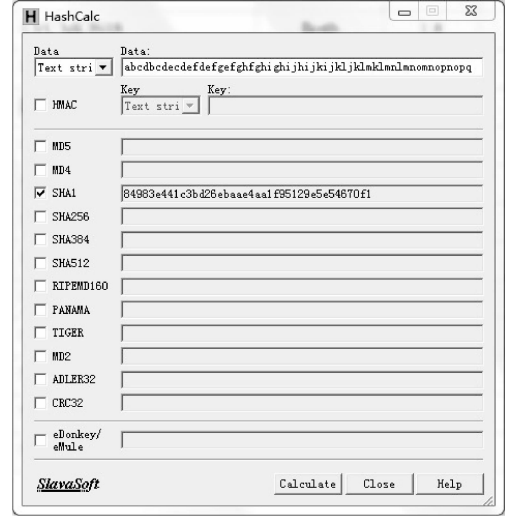 HashCalc
Data Data:
Text stri abcdbcdecdefdefgefghfghighijhijkijkljklmklmnlmnomnopnopq
Key Key:
HMAC Text stri
MD5
MD4
SHA1 84983e441c3bd26ebaae4aa1f95129e5e54670f1
SHA256
SHA384
SHA512
RIPEMD160
PANAMA
TIGER
MD2
ADLER32
CRC32
eDonkey/
eMule
SlavaSoft Calculate Close Help